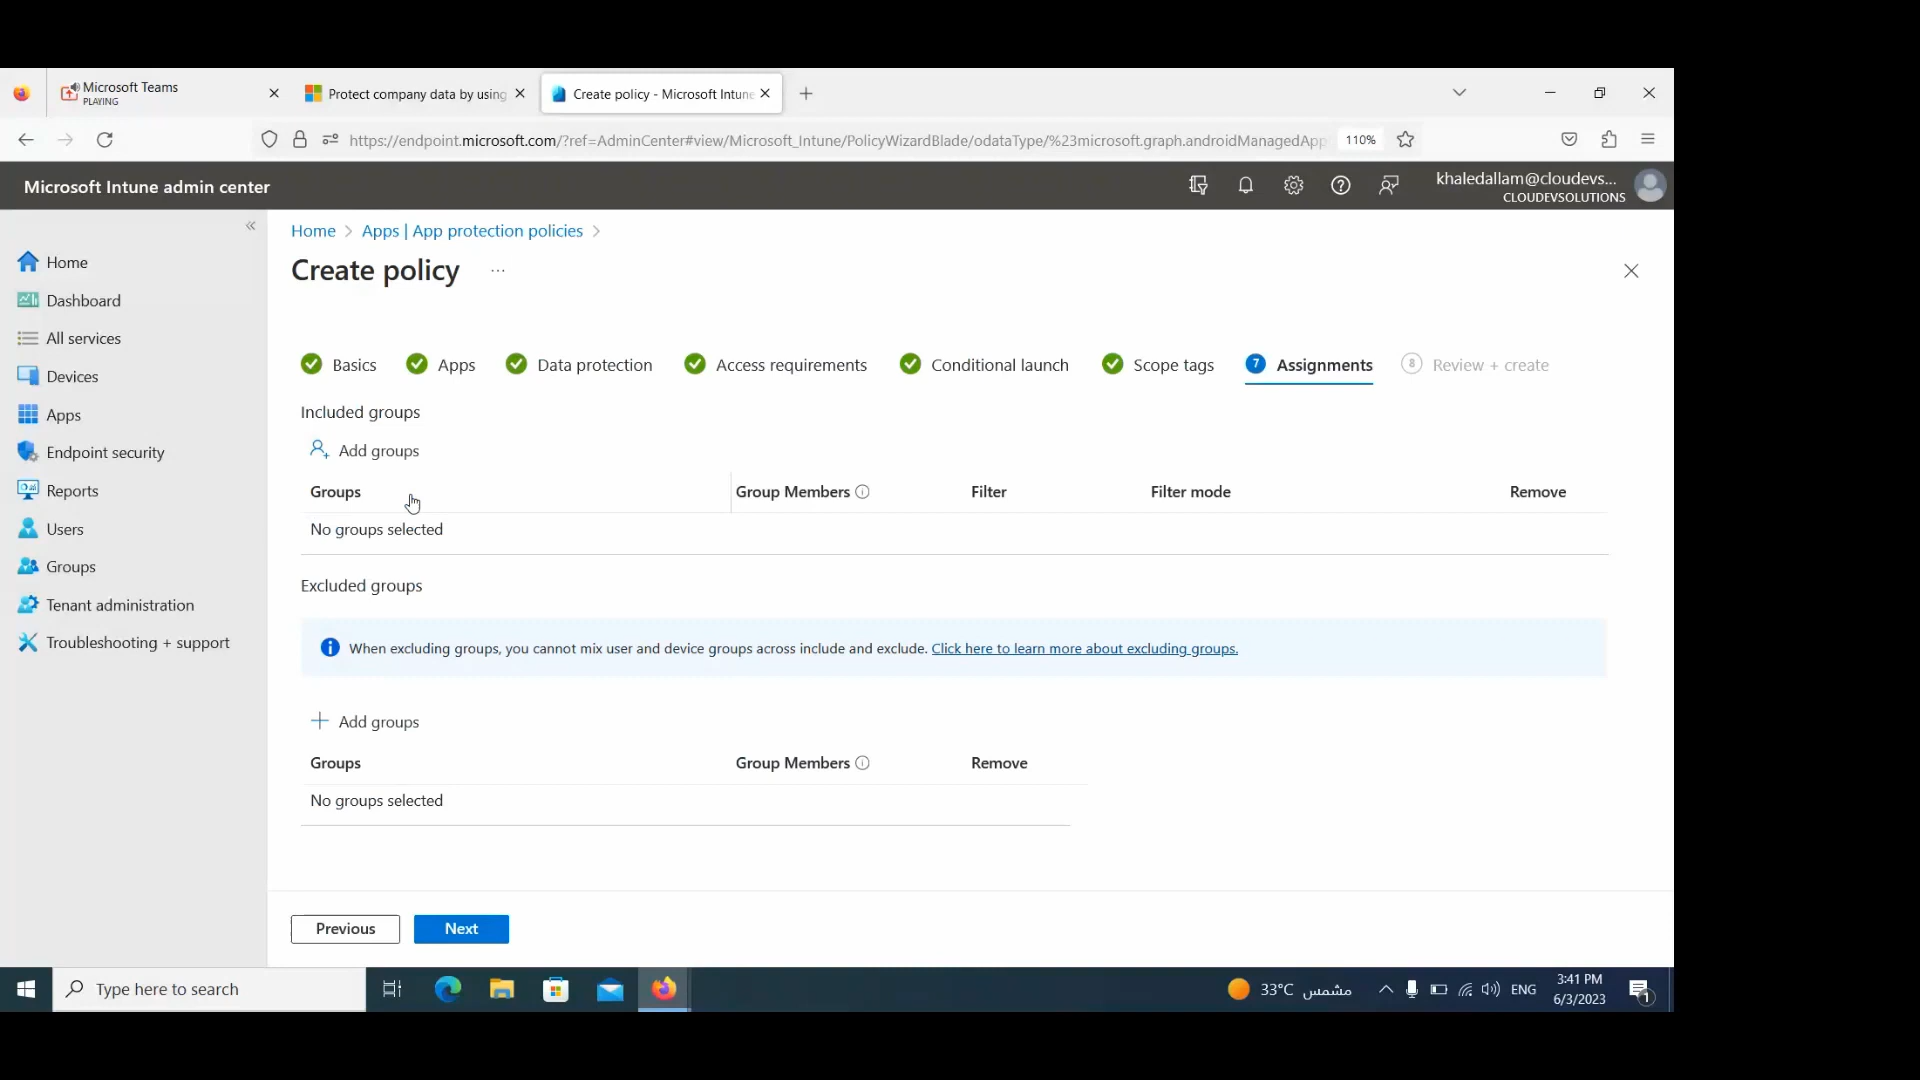 Microsoft Teams
PLAYING
Protect company data by using
Create policy - Microsoft Intune
https://endpoint.microsoft.com/?ref=AdminCenter#view/Microsoft_Intune/PolicyWizardBlade/odataType/%23microsoft.graph.androidManagedApp
110%
Microsoft Intune admin center
khaledallam@cloudevs...
CLOUDEVSOLUTIONS
Home
Dashboard
All services
Devices
Apps
Endpoint security
Reports
Users
Groups
Tenant administration
Troubleshooting + support
Home > Apps | App protection policies >
Create policy ...
Basics
Apps
Data protection
Access requirements
Conditional launch
Scope tags
7 Assignments
8 Review + create
Included groups
Add groups
Groups Group Members Filter Filter mode Remove
No groups selected
Excluded groups
When excluding groups, you cannot mix user and device groups across include and exclude. Click here to learn more about excluding groups.
Add groups
Groups Group Members Remove
No groups selected
Previous
Next
Type here to search
33°C مشمس
ENG
3:41 PM
6/3/2023
1